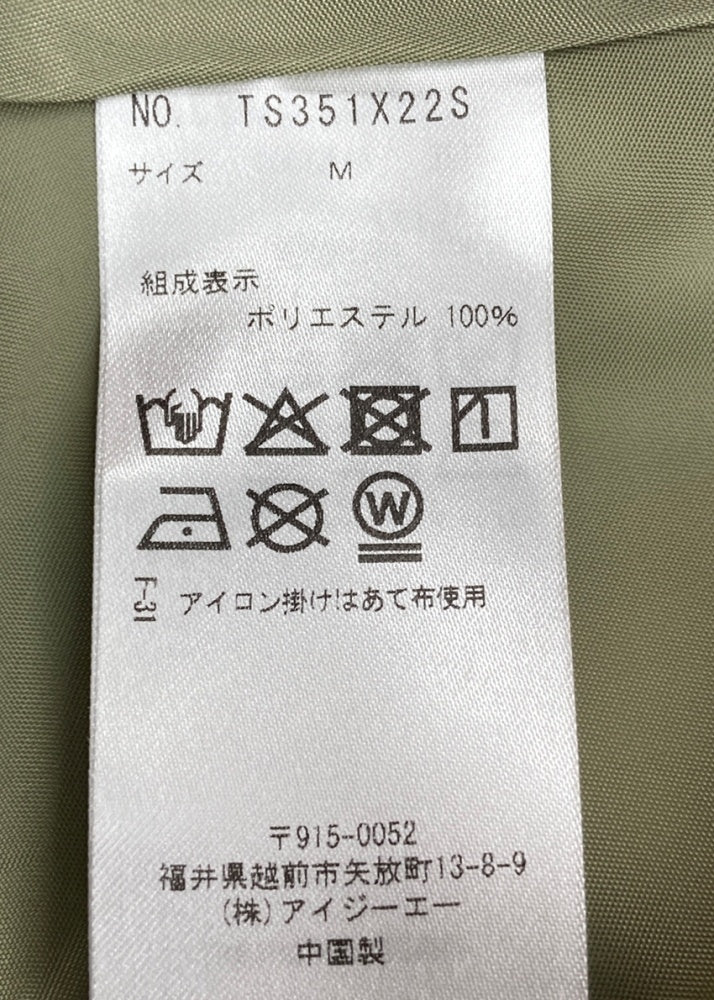 NO. TS351X22S
サイズ M
組成表示
ポリエステル 100%
W
F-31 アイロン掛けはあて布使用
〒915-0052
福井県越前市矢放町13-8-9
(株)アイジーエー
中国製